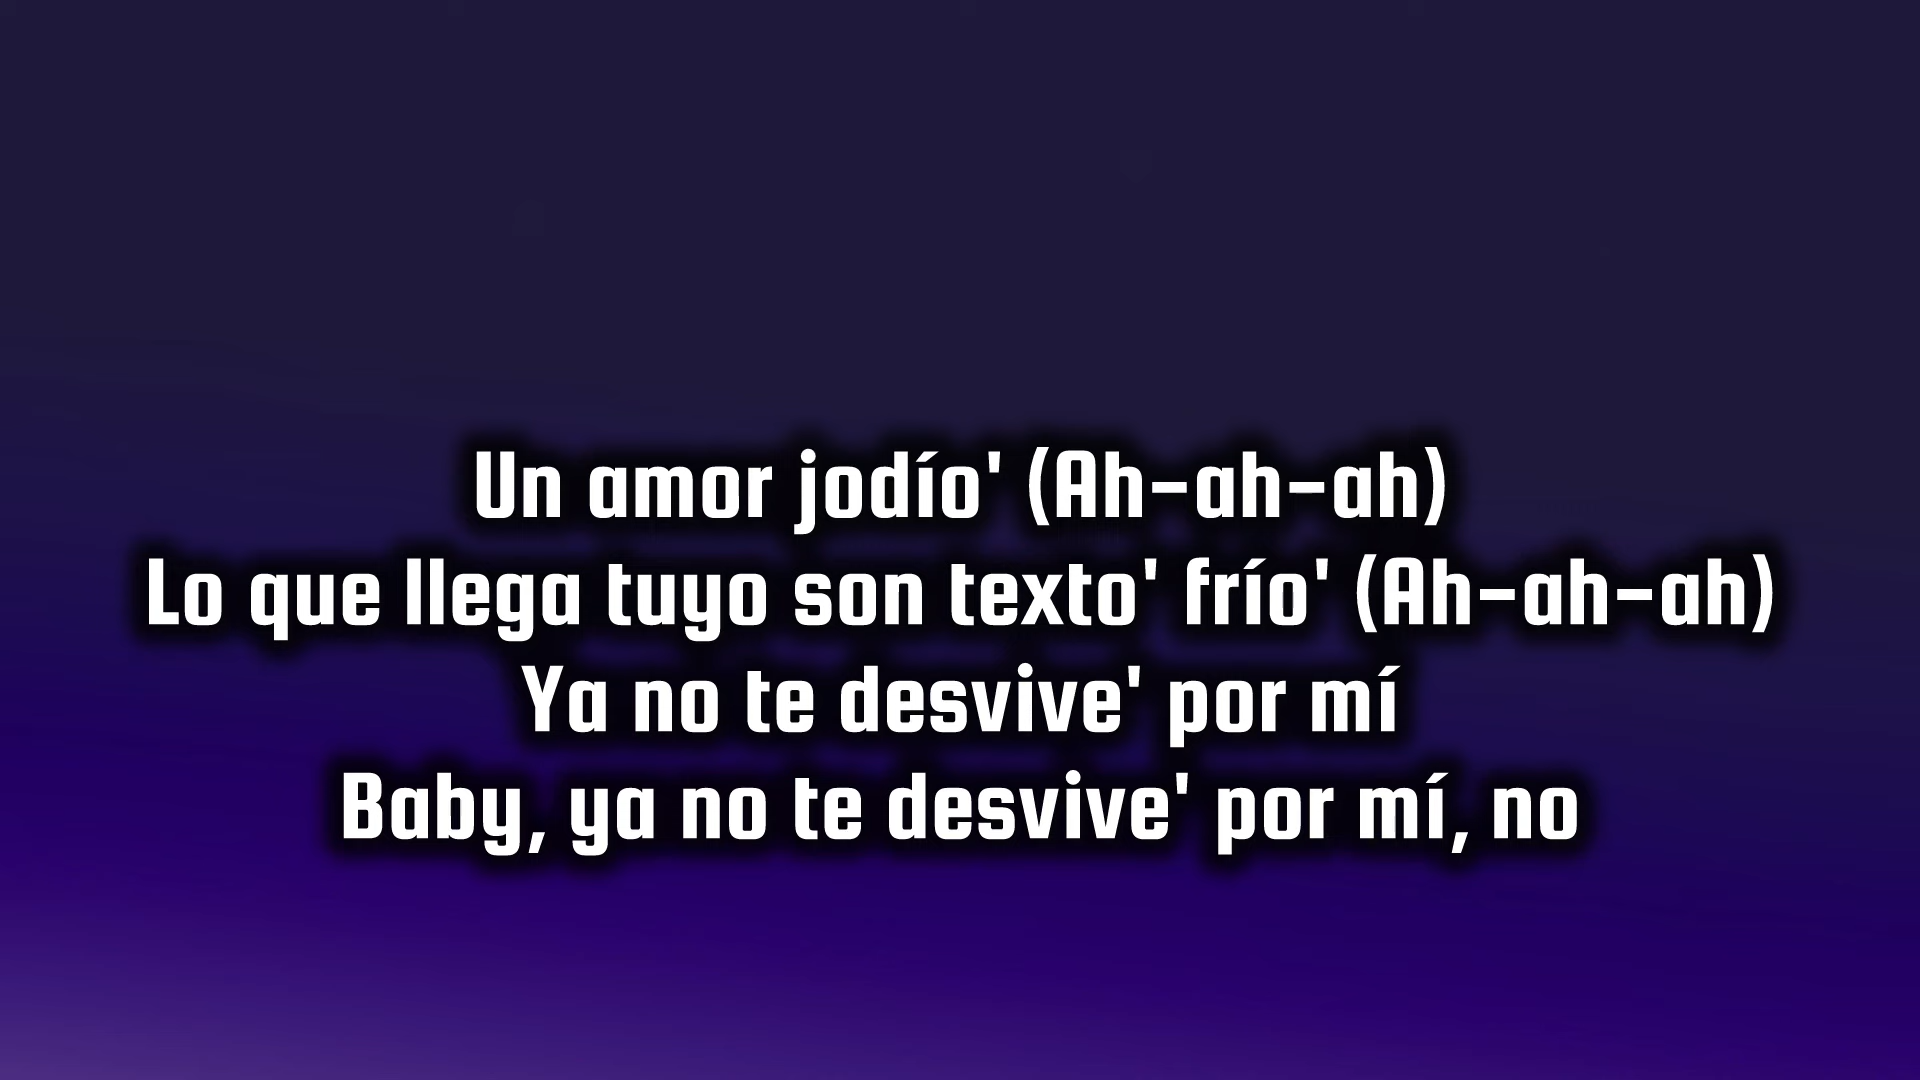 Un amor jodío' (Ah-ah-ah)
Lo que llega tuyo son texto' frío' (Ah-ah-ah)
Ya no te desvive' por mí
Baby, ya no te desvive' por mí, no